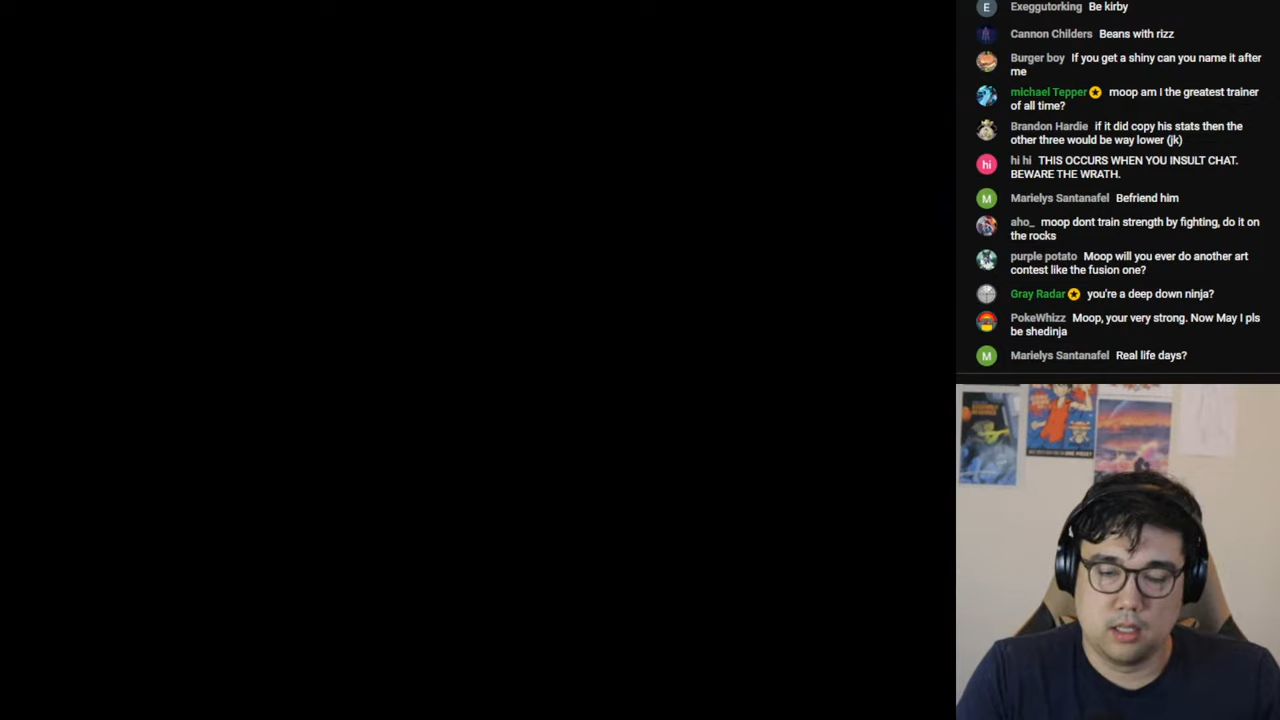 Exeggutorking Be kirby
Cannon Childers Beans with rizz
Burger boy If you get a shiny can you name it after
me
michael Tepper moop am I the greatest trainer
of all time?
Brandon Hardie if it did copy his stats then the
other three would be way lower (jk)
hi hi THIS OCCURS WHEN YOU INSULT CHAT.
BEWARE THE WRATH.
Marielys Santanafel Befriend him
aho_ moop dont train strength by fighting, do it on
the rocks
purple potato Moop will you ever do another art
contest like the fusion one?
Gray Radar you're a deep down ninja?
PokeWhizz Moop, your very strong. Now May I pls
be shedinja
Marielys Santanafel Real life days?